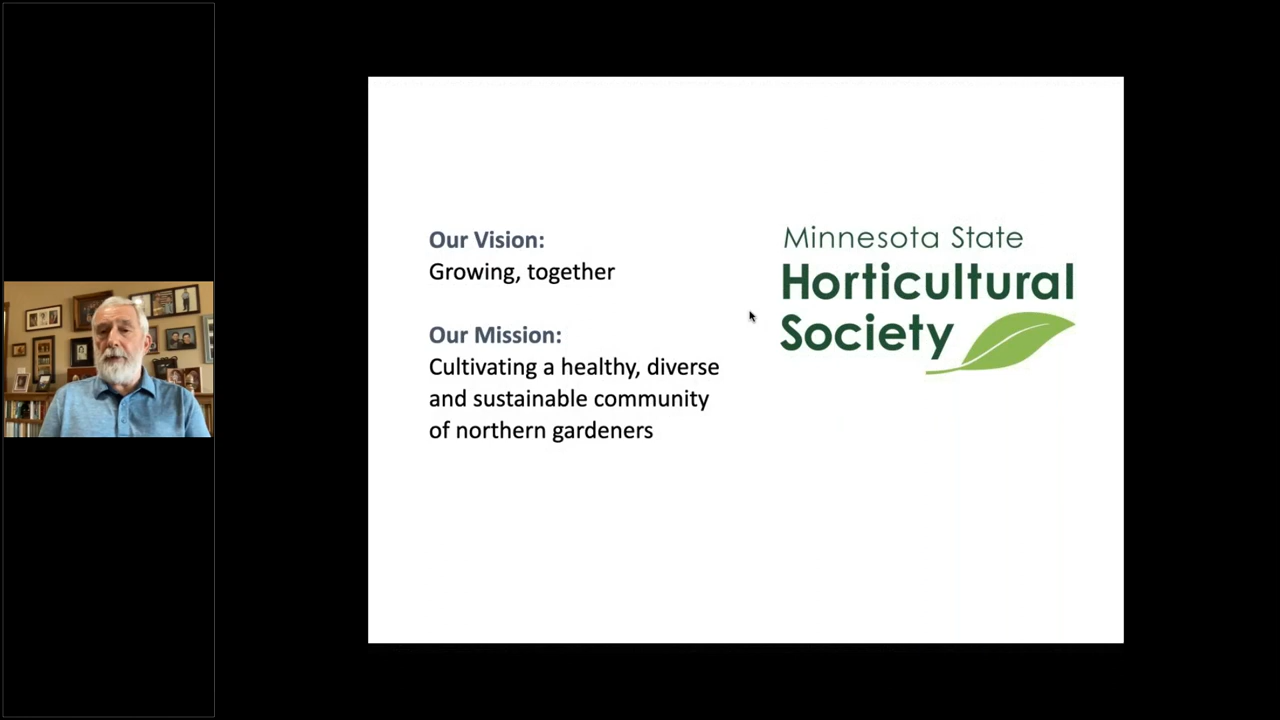 Our Vision:
Growing, together
Our Mission:
Cultivating a healthy, diverse
and sustainable community
of northern gardeners
Minnesota State
Horticultural
Society